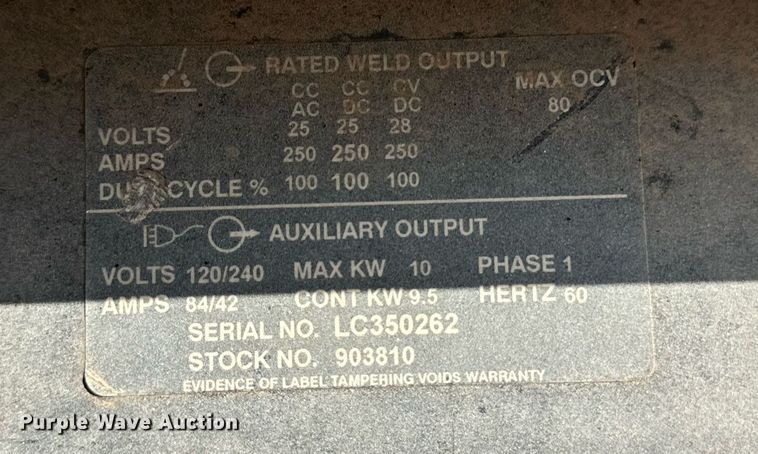 RATED WELD OUTPUT
CC CC CV MAX OCV
AC DC DC 80
VOLTS 25 25 28
AMPS 250 250 250
CYCLE % 100 100 100
AUXILIARY OUTPUT
VOLTS 120/240 MAX KW 10 PHASE 1
AMPS 84/42 CONT KW 9.5 HERTZ 60
SERIAL NO. LC350262
STOCK NO. 903810
EVIDENCE OF LABEL TAMPERING VOIDS WARRANTY
Purple Wave Auction